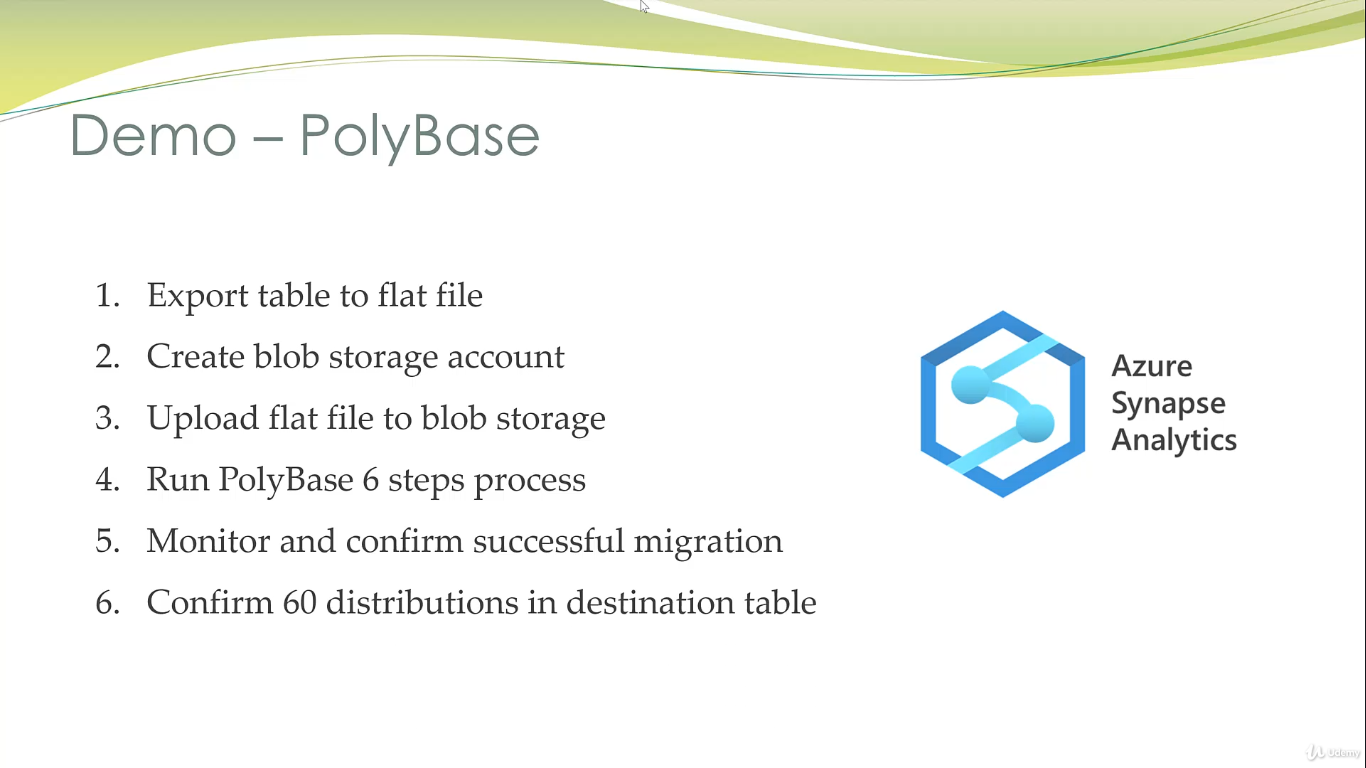 Demo – PolyBase
1. Export table to flat file
2. Create blob storage account
3. Upload flat file to blob storage
4. Run PolyBase 6 steps process
5. Monitor and confirm successful migration
6. Confirm 60 distributions in destination table
Azure
Synapse
Analytics
Udemy